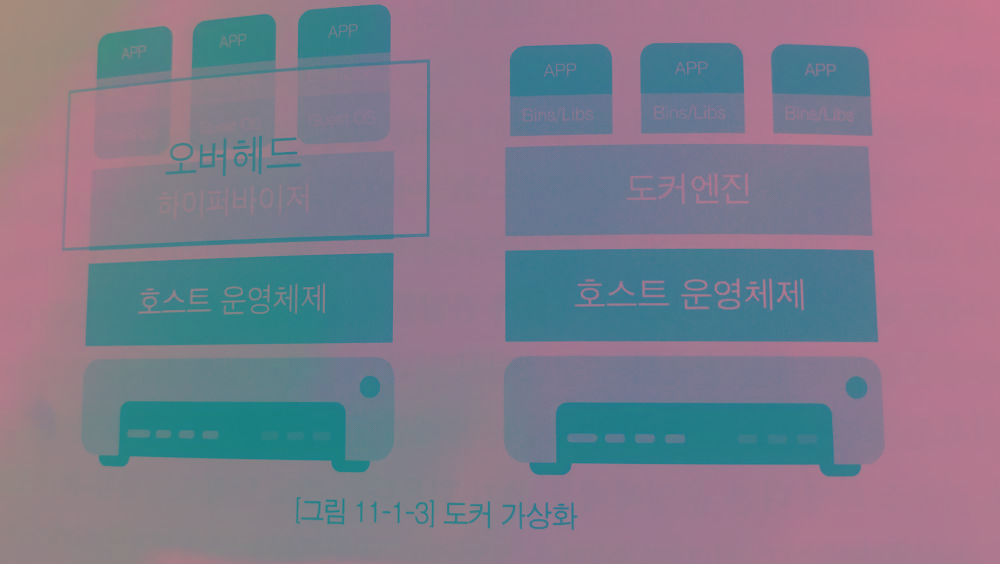 APP
APP
APP
Guest OS
오버헤드
하이퍼바이저
호스트 운영체제
APP
APP
APP
Bins/Libs
Bins/Libs
Bins/Libs
도커엔진
호스트 운영체제
[그림 11-1-3] 도커 가상화